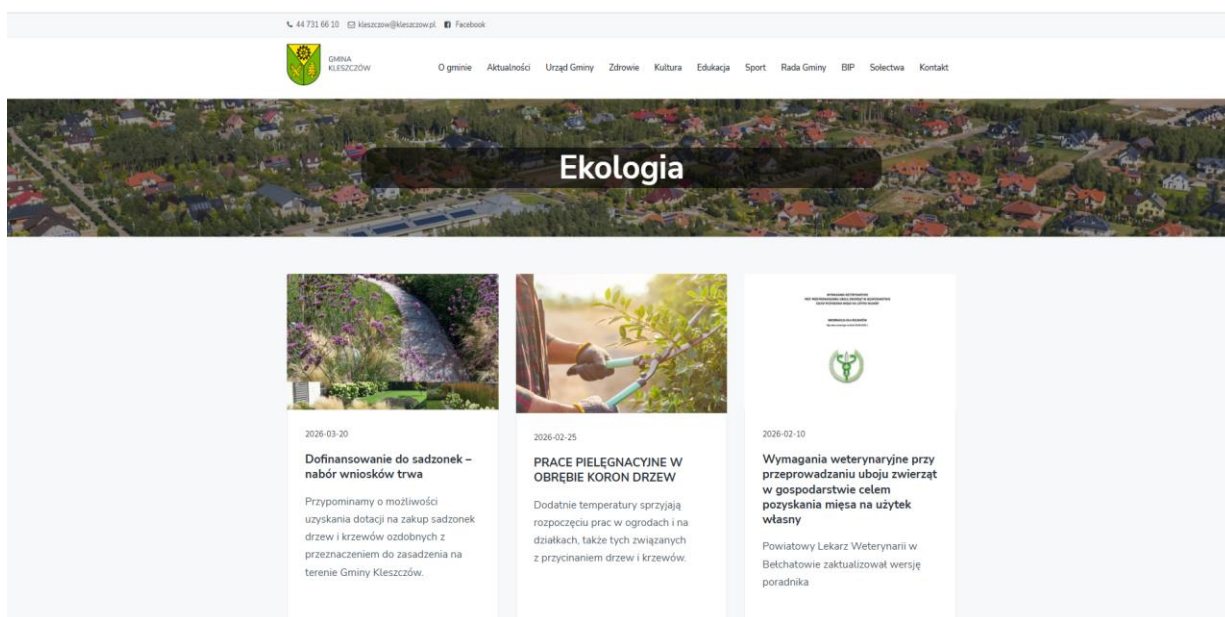 44 731 66 10 kleszczow@kleszczow.pl Facebook
GMINA
KLESZCZÓW
O gminie Aktualności Urząd Gminy Zdrowie Kultura Edukacja Sport Rada Gminy BIP Sołectwa Kontakt
Ekologia
2026-03-20
Dofinansowanie do sadzonek –
nabór wniosków trwa
Przypominamy o możliwości
uzyskania dotacji na zakup sadzonek
drzew i krzewów ozdobnych z
przeznaczeniem do zasadzenia na
terenie Gminy Kleszczów.
2026-02-25
PRACE PIELĘGNACYJNE W
OBRĘBIE KORON DRZEW
Dodatnie temperatury sprzyjają
rozpoczęciu prac w ogrodach i na
działkach, także tych związanych
z przycinaniem drzew i krzewów.
2026-02-10
Wymagania weterynaryjne przy
przeprowadzaniu uboju zwierząt
w gospodarstwie celem
pozyskania mięsa na użytek
własny
Powiatowy Lekarz Weterynarii w
Bełchatowie zaktualizował wersję
poradnika